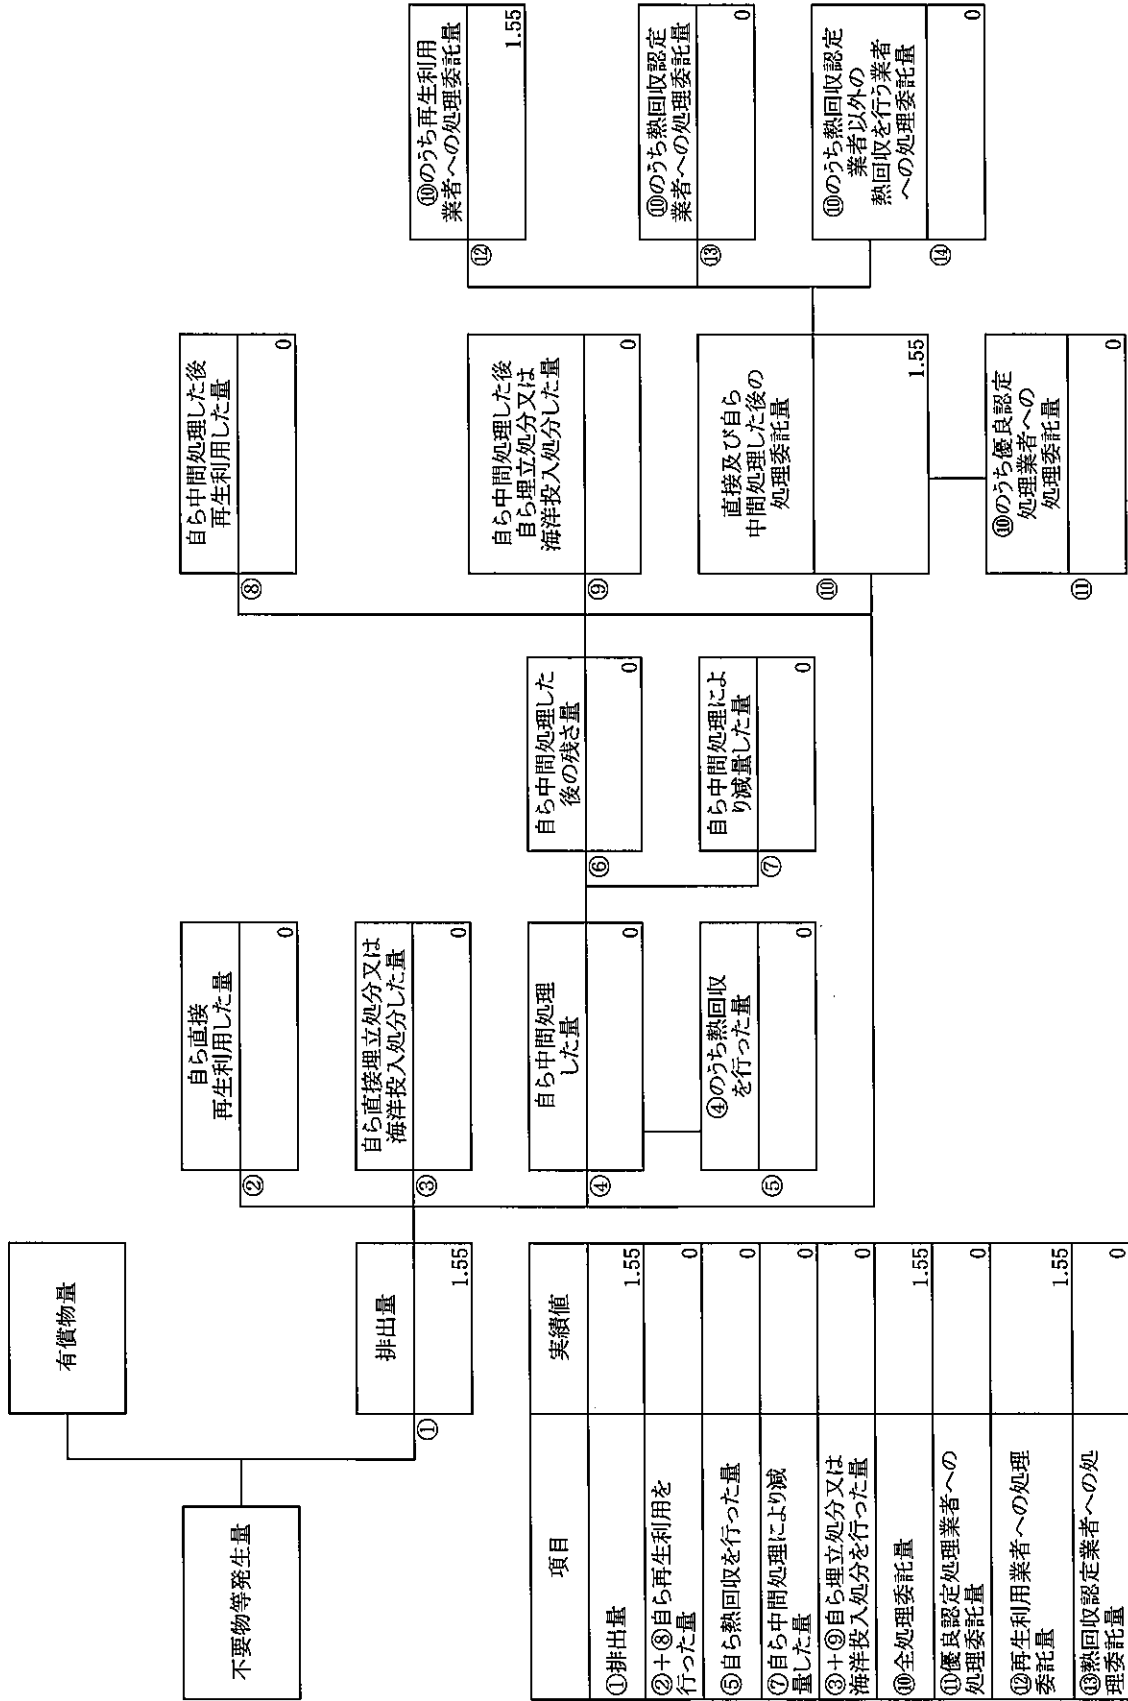 不要物等発生量
有償物量
①
排出量
1.55
②
自ら直接
再生利用した量
0
③
自ら直接埋立処分又は
海洋投入処分した量
0
④
自ら中間処理
した量
0
⑤
④のうち熱回収
を行った量
0
⑥
自ら中間処理した
後の残さ量
0
⑦
自ら中間処理によ
り減量した量
0
⑧
自ら中間処理した後
再生利用した量
0
⑨
自ら中間処理した後
自ら埋立処分又は
海洋投入処分した量
0
⑩
直接及び自ら
中間処理した後の
処理委託量
1.55
⑪
⑩のうち優良認定
処理業者への
処理委託量
0
⑫
⑩のうち再生利用
業者への処理委託量
1.55
⑬
⑩のうち熱回収認定
業者への処理委託量
0
⑭
⑩のうち熱回収認定
業者以外の
熱回収を行う業者
への処理委託量
0
項目 実績値
①排出量 1.55
②+⑧自ら再生利用を
行った量 0
⑤自ら熱回収を行った量 0
⑦自ら中間処理により減
量した量 0
③+⑨自ら埋立処分又は
海洋投入処分を行った量 0
⑩全処理委託量 1.55
⑪優良認定処理業者への
処理委託量 0
⑫再生利用業者への処理
委託量 1.55
⑬熱回収認定業者への処
理委託量 0